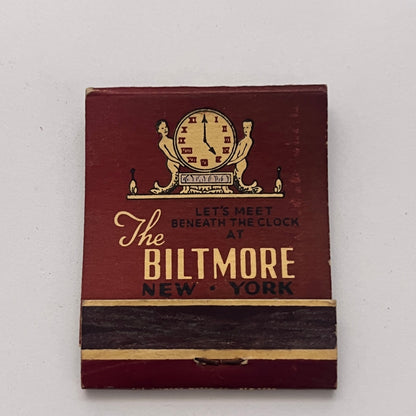 LET'S MEET
BENEATH THE CLOCK
AT
The
BILTMORE
NEW • YORK